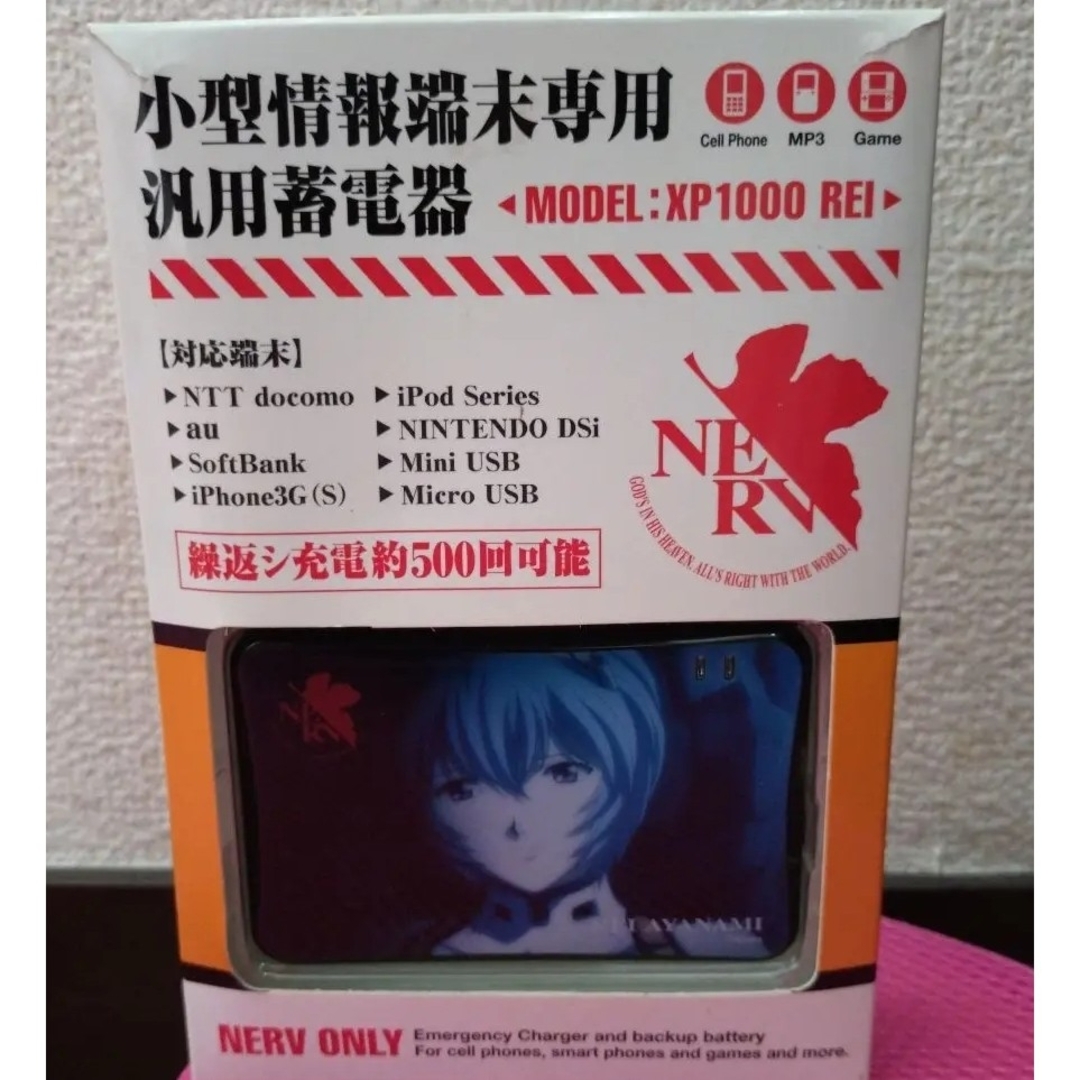 小型情報端末専用
Cell Phone MP3 Game
汎用蓄電器
MODEL:XP1000 REI
【対応端末】
NTT docomo
au
SoftBank
iPhone3G(S)
iPod Series
NINTENDO DSi
Mini USB
Micro USB
繰返シ充電約500回可能
NERV
GOD'S IN HIS HEAVEN, ALL'S RIGHT WITH THE WORLD.
AYANAMI
NERV ONLY
Emergency Charger and backup battery
For cell phones, smart phones and games and more.